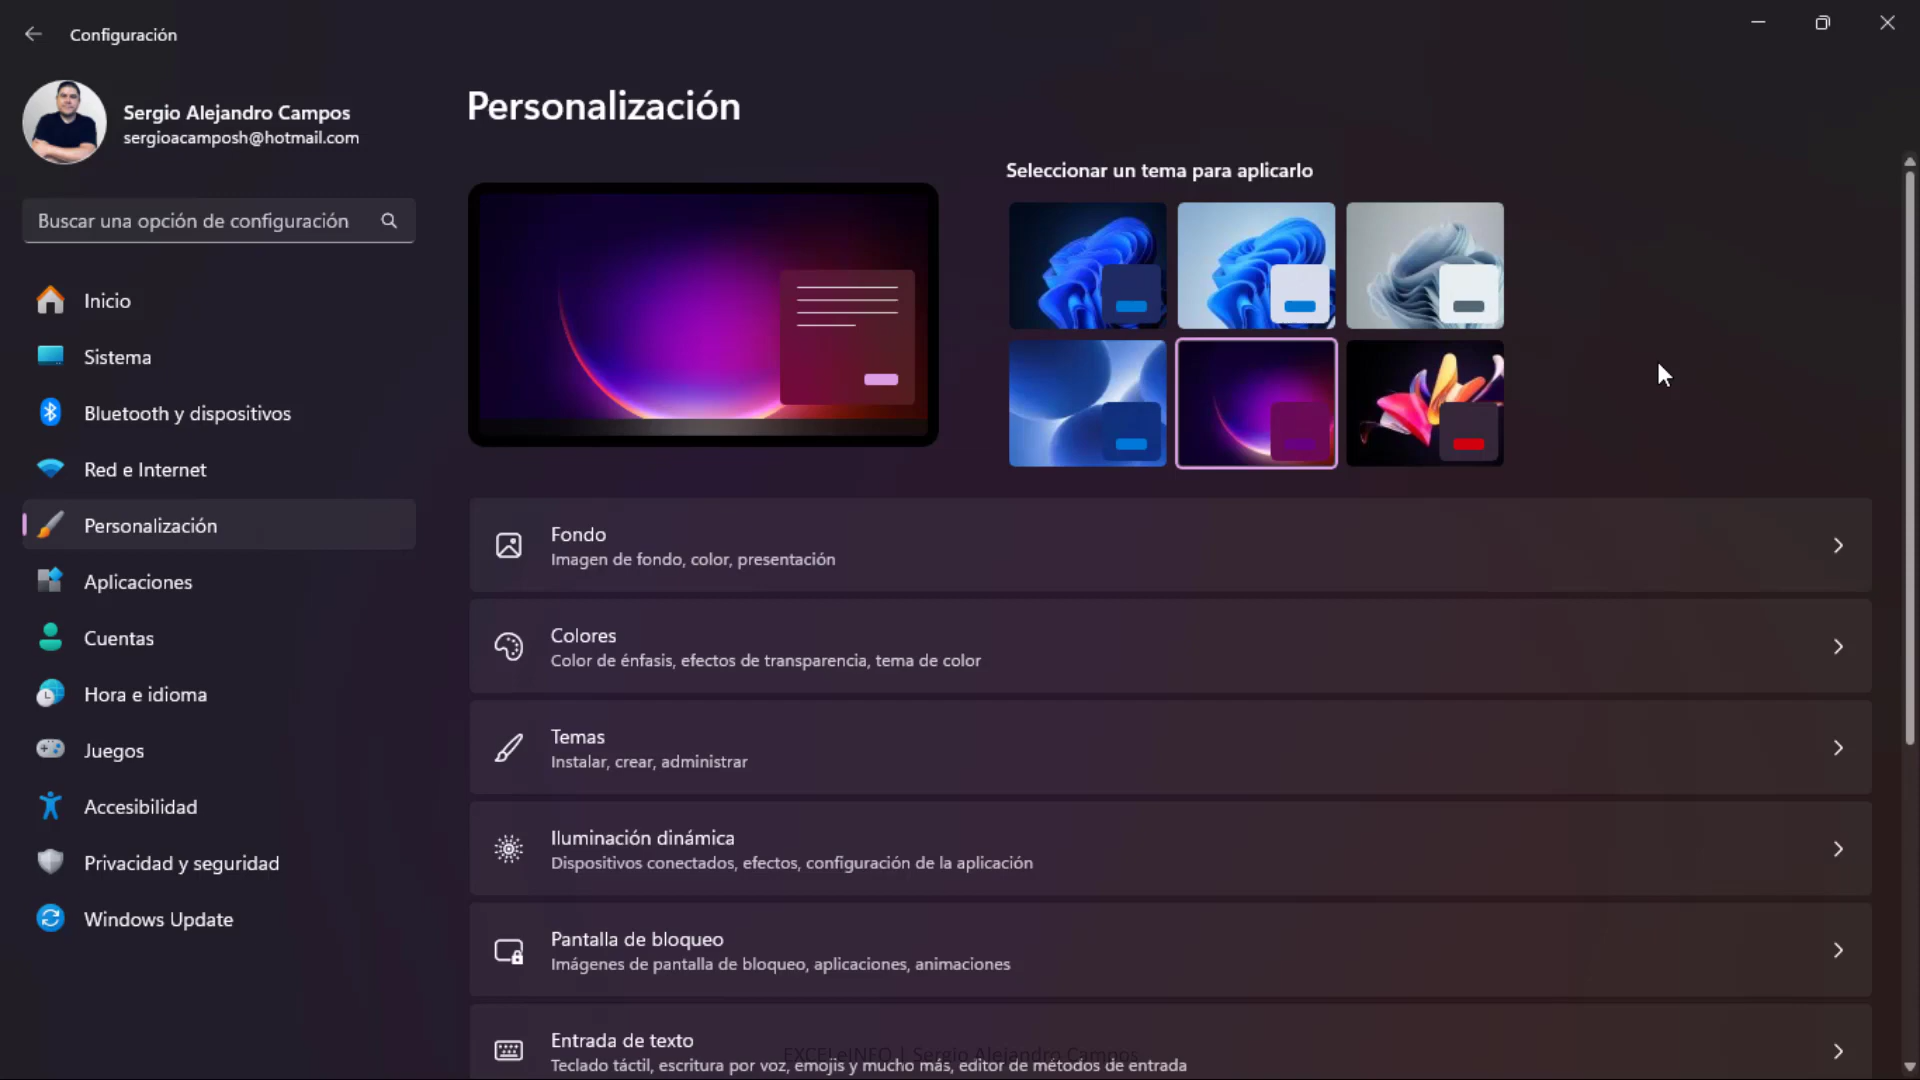 Configuración
Sergio Alejandro Campos
sergioacamposh@hotmail.com
Buscar una opción de configuración
Inicio
Sistema
Bluetooth y dispositivos
Red e Internet
Personalización
Aplicaciones
Cuentas
Hora e idioma
Juegos
Accesibilidad
Privacidad y seguridad
Windows Update
Personalización
Seleccionar un tema para aplicarlo
Fondo
Imagen de fondo, color, presentación
Colores
Color de énfasis, efectos de transparencia, tema de color
Temas
Instalar, crear, administrar
Iluminación dinámica
Dispositivos conectados, efectos, configuración de la aplicación
Pantalla de bloqueo
Imágenes de pantalla de bloqueo, aplicaciones, animaciones
Entrada de texto
Teclado táctil, escritura por voz, emojis y mucho más, editor de métodos de entrada
EXCELeINFO | Sergio Alejandro Campos